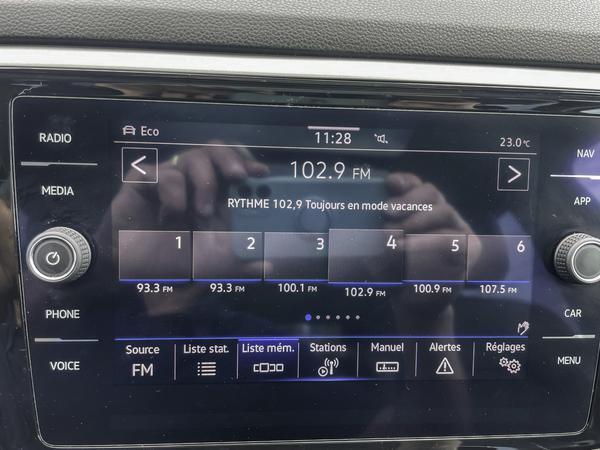 RADIO
MEDIA
PHONE
VOICE
Eco
11:28
23.0°C
102.9 FM
RYTHME 102,9 Toujours en mode vacances
1 2 3 4 5 6
93.3 FM 93.3 FM 100.1 FM 102.9 FM 100.9 FM 107.5 FM
Source Liste stat. Liste mém. Stations Manuel Alertes Réglages
FM
NAV
APP
CAR
MENU